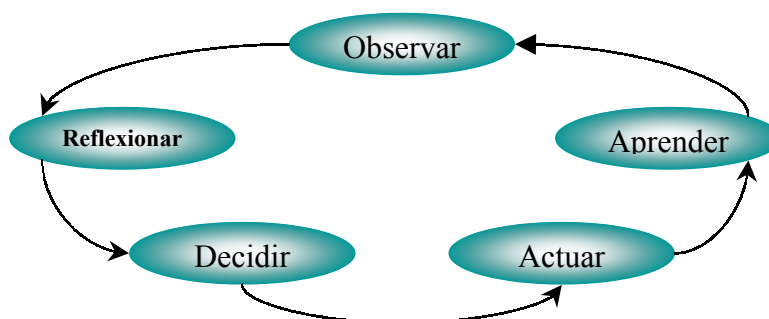 Observar
Reflexionar
Aprender
Decidir
Actuar